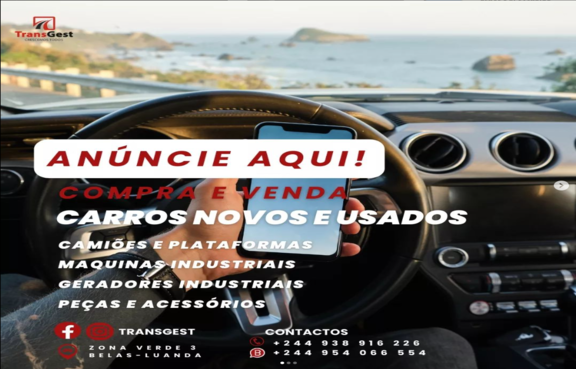 TransGest
ANÚNCIE AQUI!
COMPRA E VENDA
CARROS NOVOS E USADOS
CAMIÕES E PLATAFORMAS
MAQUINAS INDUSTRIAIS
GERADORES INDUSTRIAIS
PEÇAS E ACESSÓRIOS
TRANSGEST
ZONA VERDE 3
BELAS-LUANDA
CONTACTOS
+244 938 916 226
+244 954 066 554